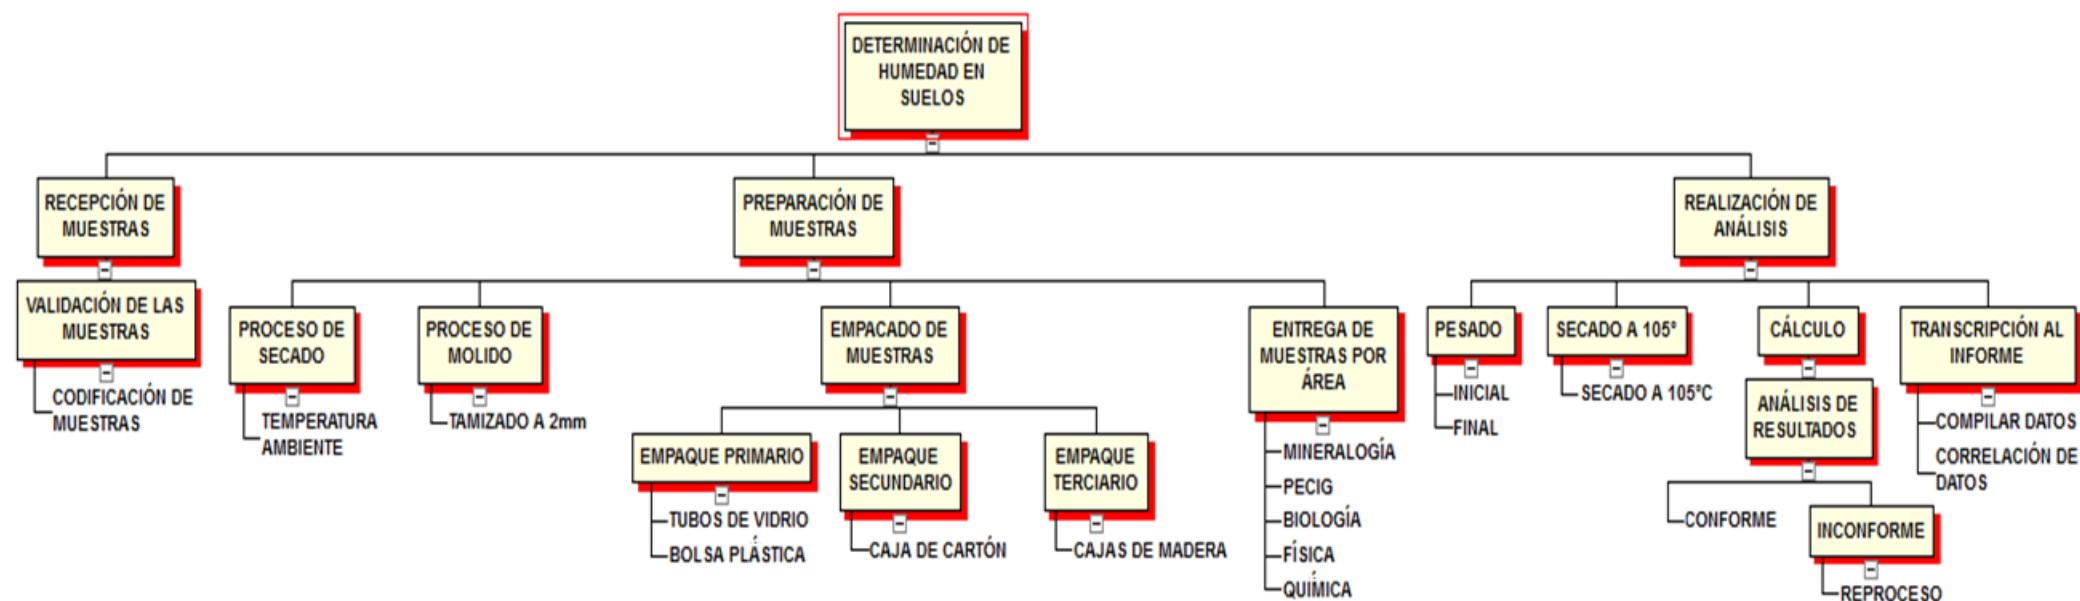 DETERMINACIÓN DE
HUMEDAD EN
SUELOS
RECEPCIÓN DE
MUESTRAS
PREPARACIÓN DE
MUESTRAS
REALIZACIÓN DE
ANÁLISIS
VALIDACIÓN DE LAS
MUESTRAS
CODIFICACIÓN DE
MUESTRAS
PROCESO DE
SECADO
TEMPERATURA
AMBIENTE
PROCESO DE
MOLIDO
TAMIZADO A 2mm
EMPACADO DE
MUESTRAS
EMPAQUE PRIMARIO
TUBOS DE VIDRIO
BOLSA PLÁSTICA
EMPAQUE
SECUNDARIO
CAJA DE CARTÓN
EMPAQUE
TERCIARIO
CAJAS DE MADERA
ENTREGA DE
MUESTRAS POR
ÁREA
MINERALOGÍA
PECIG
BIOLOGÍA
FÍSICA
QUÍMICA
PESADO
INICIAL
FINAL
SECADO A 105º
SECADO A 105ºC
CÁLCULO
ANÁLISIS DE
RESULTADOS
CONFORME
INCONFORME
REPROCESO
TRANSCRIPCIÓN AL
INFORME
COMPILAR DATOS
CORRELACIÓN DE
DATOS